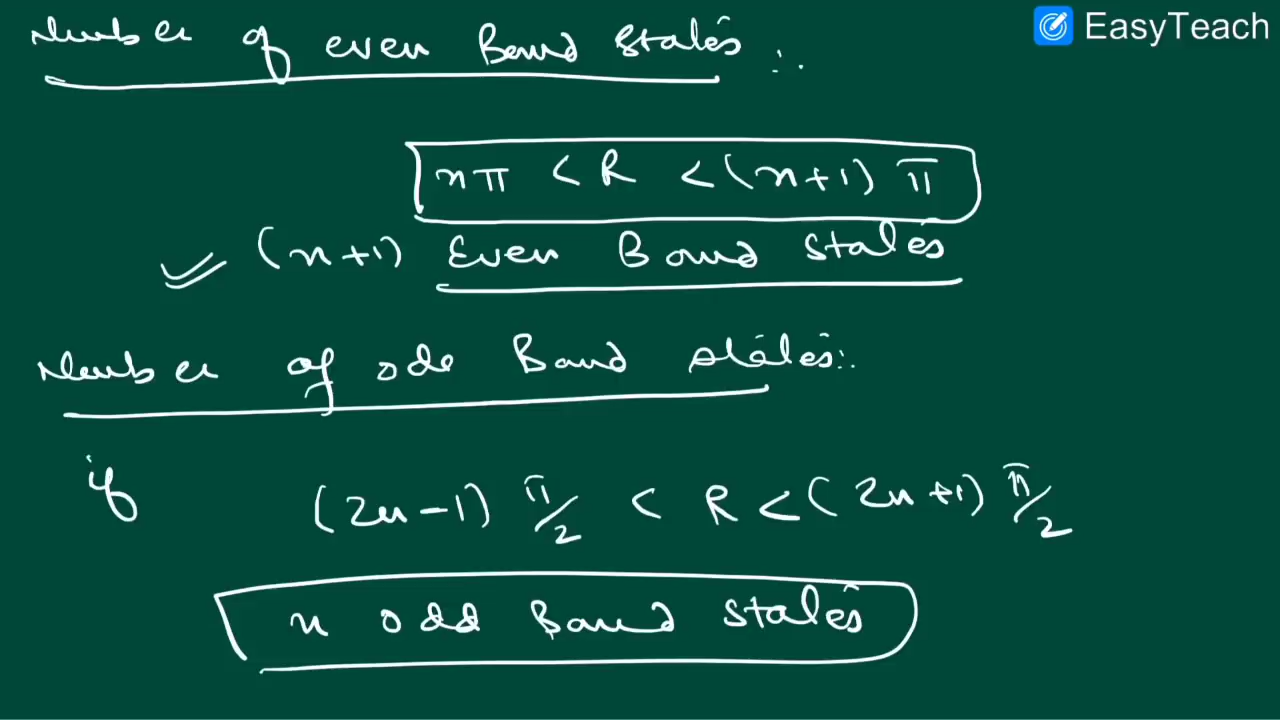 EasyTeach
Number of even Bound states :.
nπ < R < (n+1) π
(n+1) Even Bound states
Number of ode Bound states :.
if (2n-1) π/2 < R < (2n+1) π/2
n odd Bound states